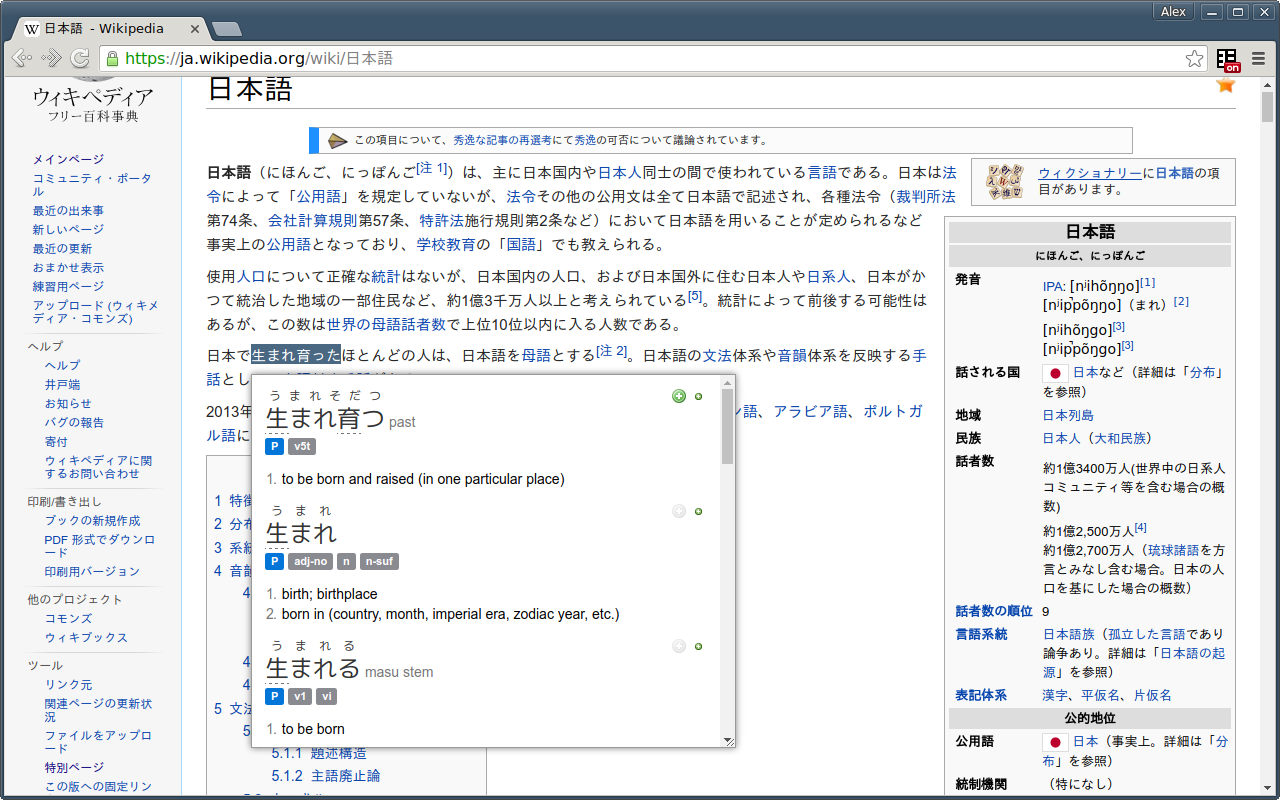 Alex
日本語 - Wikipedia
https://ja.wikipedia.org/wiki/日本語
on
ウィキペディア
フリー百科事典
メインページ
コミュニティ・ポータ
ル
最近の出来事
新しいページ
最近の更新
おまかせ表示
練習用ページ
アップロード (ウィキメ
ディア・コモンズ)
ヘルプ
ヘルプ
井戸端
お知らせ
バグの報告
寄付
ウィキペディアに関
するお問い合わせ
印刷/書き出し
ブックの新規作成
PDF 形式でダウンロ
ード
印刷用バージョン
他のプロジェクト
コモンズ
ウィキブックス
ツール
リンク元
関連ページの更新状
況
ファイルをアップロ
ード
特別ページ
この版への固定リン
日本語
この項目について、秀逸な記事の再選考にて秀逸の可否について議論されています。
日本語（にほんご、にっぽんご[注 1]）は、主に日本国内や日本人同士の間で使われている言語である。日本は法
令によって「公用語」を規定していないが、法令その他の公用文は全て日本語で記述され、各種法令（裁判所法
第74条、会社計算規則第57条、特許法施行規則第2条など）において日本語を用いることが定められるなど
事実上の公用語となっており、学校教育の「国語」でも教えられる。
使用人口について正確な統計はないが、日本国内の人口、および日本国外に住む日本人や日系人、日本がか
つて統治した地域の一部住民など、約1億3千万人以上と考えられている[5]。統計によって前後する可能性は
あるが、この数は世界の母語話者数で上位10位以内に入る人数である。
日本で生まれ育ったほとんどの人は、日本語を母語とする[注 2]。日本語の文法体系や音韻体系を反映する手
話とし
2013年
ン語、アラビア語、ポルトガ
ル語に
1 特徴
2 分布
3 系統
4 音韻
4
4
4
5 文法
5
5.1.1 題述構造
5.1.2 主語廃止論
うまれそだつ
生まれ育つ past
P v5t
1. to be born and raised (in one particular place)
うまれ
生まれ
P adj-no n n-suf
1. birth; birthplace
2. born in (country, month, imperial era, zodiac year, etc.)
うまれる
生まれる masu stem
P v1 vi
1. to be born
ウィクショナリーに日本語の項
目があります。
日本語
にほんご、にっぽんご
発音
IPA: [nʲihõŋŋo][1]
[nʲip̚põŋŋo]（まれ）[2]
[nʲihõŋɡo][3]
[nʲip̚põŋɡo][3]
話される国 日本など（詳細は「分布」
を参照）
地域 日本列島
民族 日本人（大和民族）
話者数
約1億3400万人(世界中の日系人
コミュニティ等を含む場合の概
数)
約1億2,500万人[4]
約1億2,700万人（琉球諸語を方
言とみなし含む場合。日本の人
口を基にした場合の概数）
話者数の順位 9
言語系統 日本語族（孤立した言語であり
論争あり。詳細は「日本語の起
源」を参照）
表記体系 漢字、平仮名、片仮名
公的地位
公用語 日本（事実上。詳細は「分
布」を参照）
統制機関 （特になし）